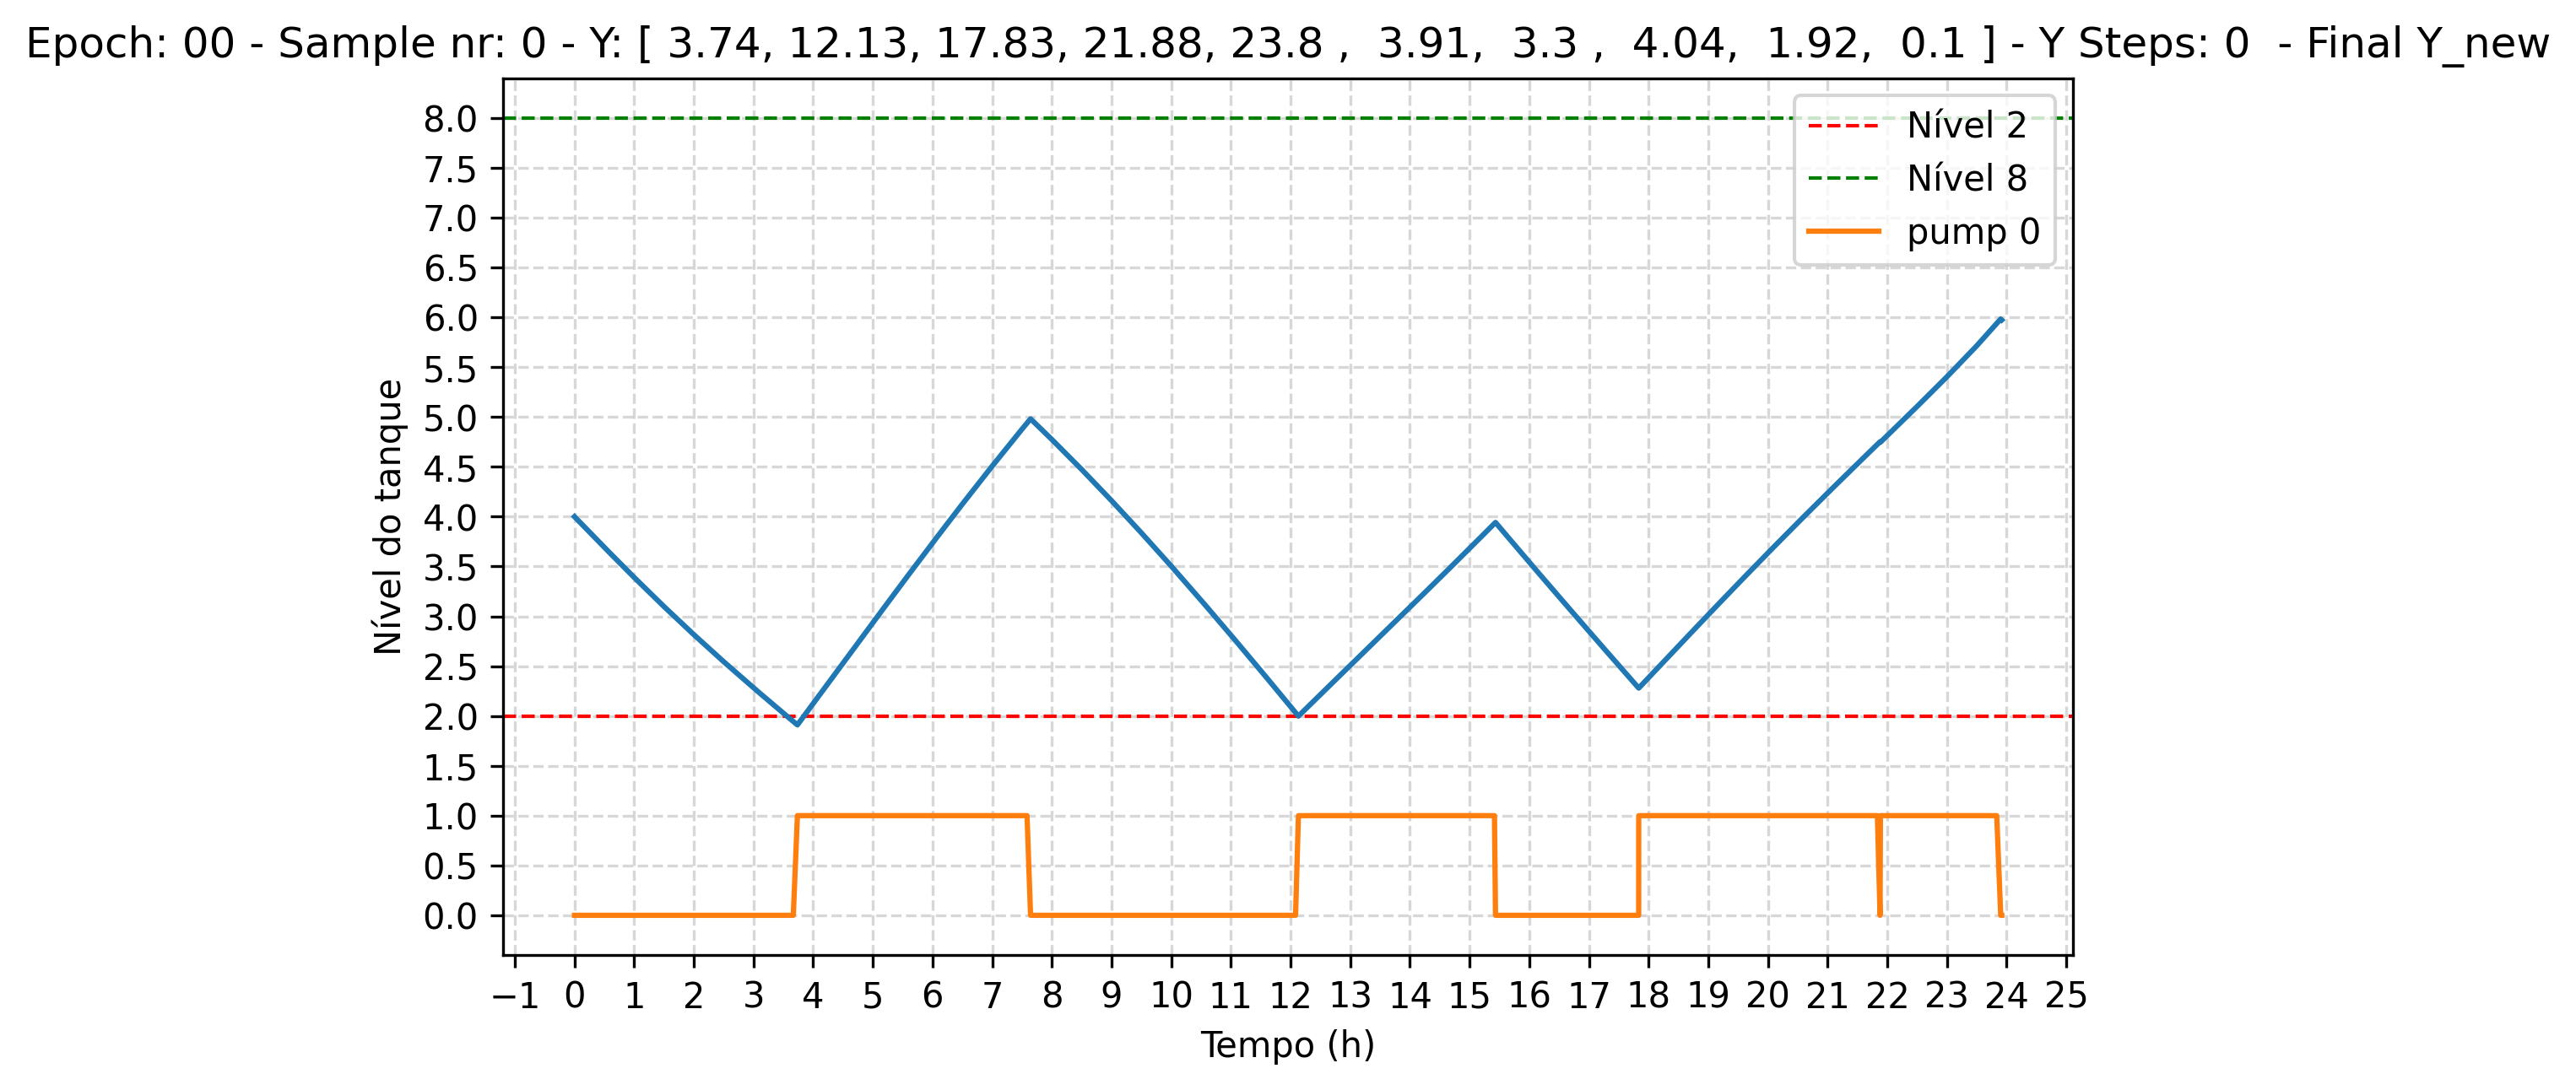 Epoch: 00 - Sample nr: 0 - Y: [ 3.74, 12.13, 17.83, 21.88, 23.8 ,  3.91,  3.3 ,  4.04,  1.92,  0.1 ] - Y Steps: 0  - Final Y_new
Nível do tanque
8.0
7.5
7.0
6.5
6.0
5.5
5.0
4.5
4.0
3.5
3.0
2.5
2.0
1.5
1.0
0.5
0.0
Nível 2
Nível 8
pump 0
−1 0 1 2 3 4 5 6 7 8 9 10 11 12 13 14 15 16 17 18 19 20 21 22 23 24 25
Tempo (h)